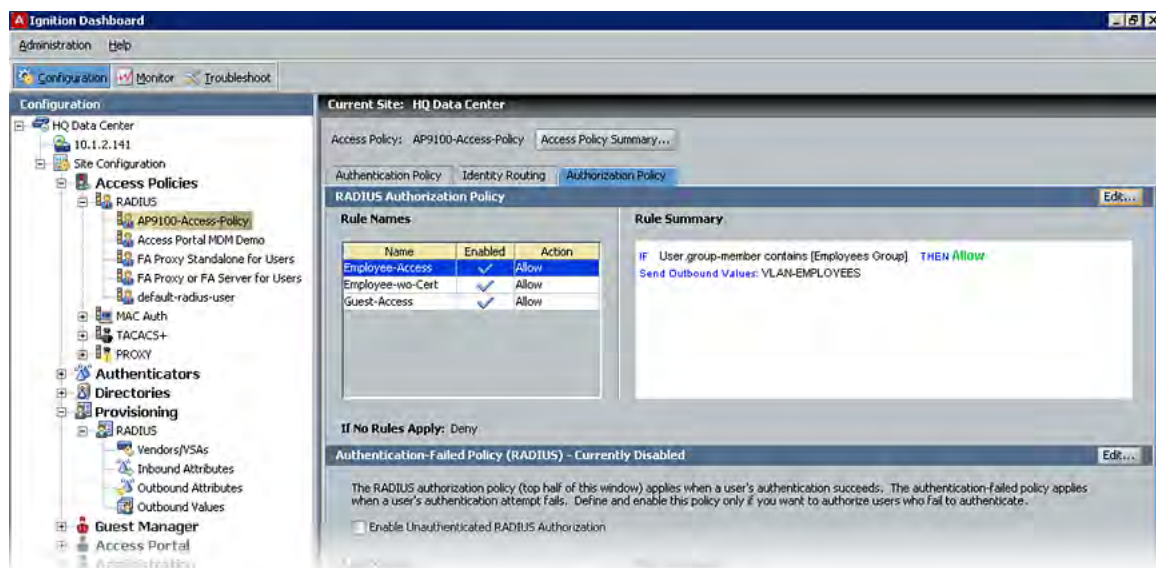 Ignition Dashboard
Administration Help
Configuration Monitor Troubleshoot
Configuration
HQ Data Center
10.1.2.141
Site Configuration
Access Policies
RADIUS
AP9100-Access-Policy
Access Portal MDM Demo
FA Proxy Standalone for Users
FA Proxy or FA Server for Users
default-radius-user
MAC Auth
TACACS+
PROXY
Authenticators
Directories
Provisioning
RADIUS
Vendors/VSAs
Inbound Attributes
Outbound Attributes
Outbound Values
Guest Manager
Access Portal
Administration
Current Site: HQ Data Center
Access Policy: AP9100-Access-Policy Access Policy Summary...
Authentication Policy Identity Routing Authorization Policy
RADIUS Authorization Policy Edit...
Rule Names
Name Enabled Action
Employee-Access Allow
Employee-wo-Cert Allow
Guest-Access Allow
Rule Summary
IF User.group-member contains [Employees Group] THEN Allow
Send Outbound Values: VLAN-EMPLOYEES
If No Rules Apply: Deny
Authentication-Failed Policy (RADIUS) - Currently Disabled Edit...
The RADIUS authorization policy (top half of this window) applies when a user's authentication succeeds. The authentication-failed policy applies
when a user's authentication attempt fails. Define and enable this policy only if you want to authorize users who fail to authenticate.
Enable Unauthenticated RADIUS Authorization